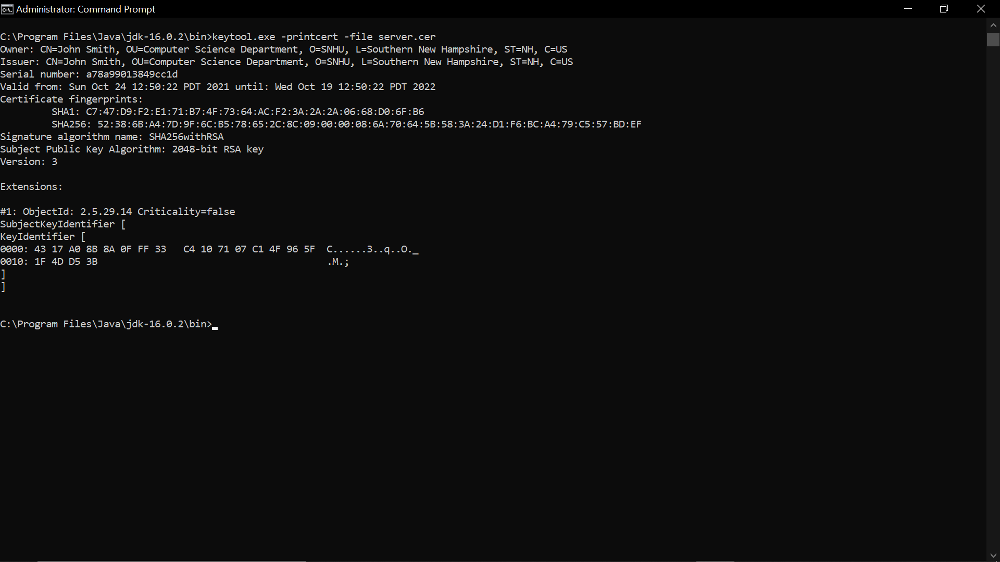 Administrator: Command Prompt
C:\Program Files\Java\jdk-16.0.2\bin>keytool.exe -printcert -file server.cer
Owner: CN=John Smith, OU=Computer Science Department, O=SNHU, L=Southern New Hampshire, ST=NH, C=US
Issuer: CN=John Smith, OU=Computer Science Department, O=SNHU, L=Southern New Hampshire, ST=NH, C=US
Serial number: a78a99013849cc1d
Valid from: Sun Oct 24 12:50:22 PDT 2021 until: Wed Oct 19 12:50:22 PDT 2022
Certificate fingerprints:
SHA1: C7:47:D9:F2:E1:71:B7:4F:73:64:AC:F2:3A:2A:2A:06:68:D0:6F:B6
SHA256: 52:38:6B:A4:7D:9F:6C:B5:78:65:2C:8C:09:00:00:08:6A:70:64:5B:58:3A:24:D1:F6:BC:A4:79:C5:57:BD:EF
Signature algorithm name: SHA256withRSA
Subject Public Key Algorithm: 2048-bit RSA key
Version: 3
Extensions:
#1: ObjectId: 2.5.29.14 Criticality=false
SubjectKeyIdentifier [
KeyIdentifier [
0000: 43 17 A0 8B 8A 0F FF 33   C4 10 71 07 C1 4F 96 5F  C......3..q..O._
0010: 1F 4D D5 3B                                        .M.;
]
]
C:\Program Files\Java\jdk-16.0.2\bin>